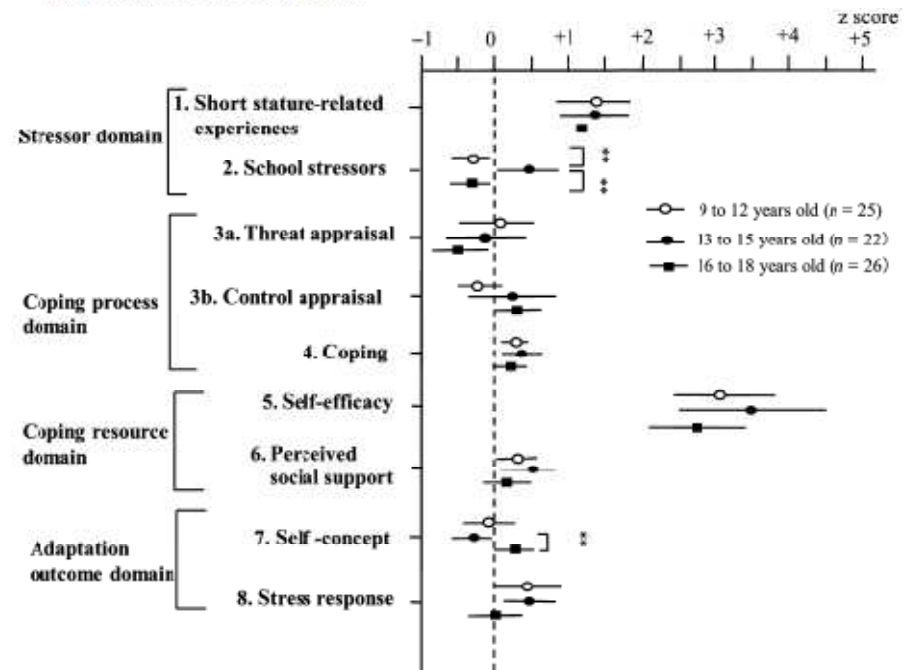 z score
−1 0 +1 +2 +3 +4 +5
Stressor domain
1. Short stature-related
experiences
2. School stressors
**
**
9 to 12 years old (n = 25)
13 to 15 years old (n = 22)
16 to 18 years old (n = 26)
Coping process
domain
3a. Threat appraisal
3b. Control appraisal
4. Coping
Coping resource
domain
5. Self-efficacy
6. Perceived
social support
Adaptation
outcome domain
7. Self -concept
**
8. Stress response